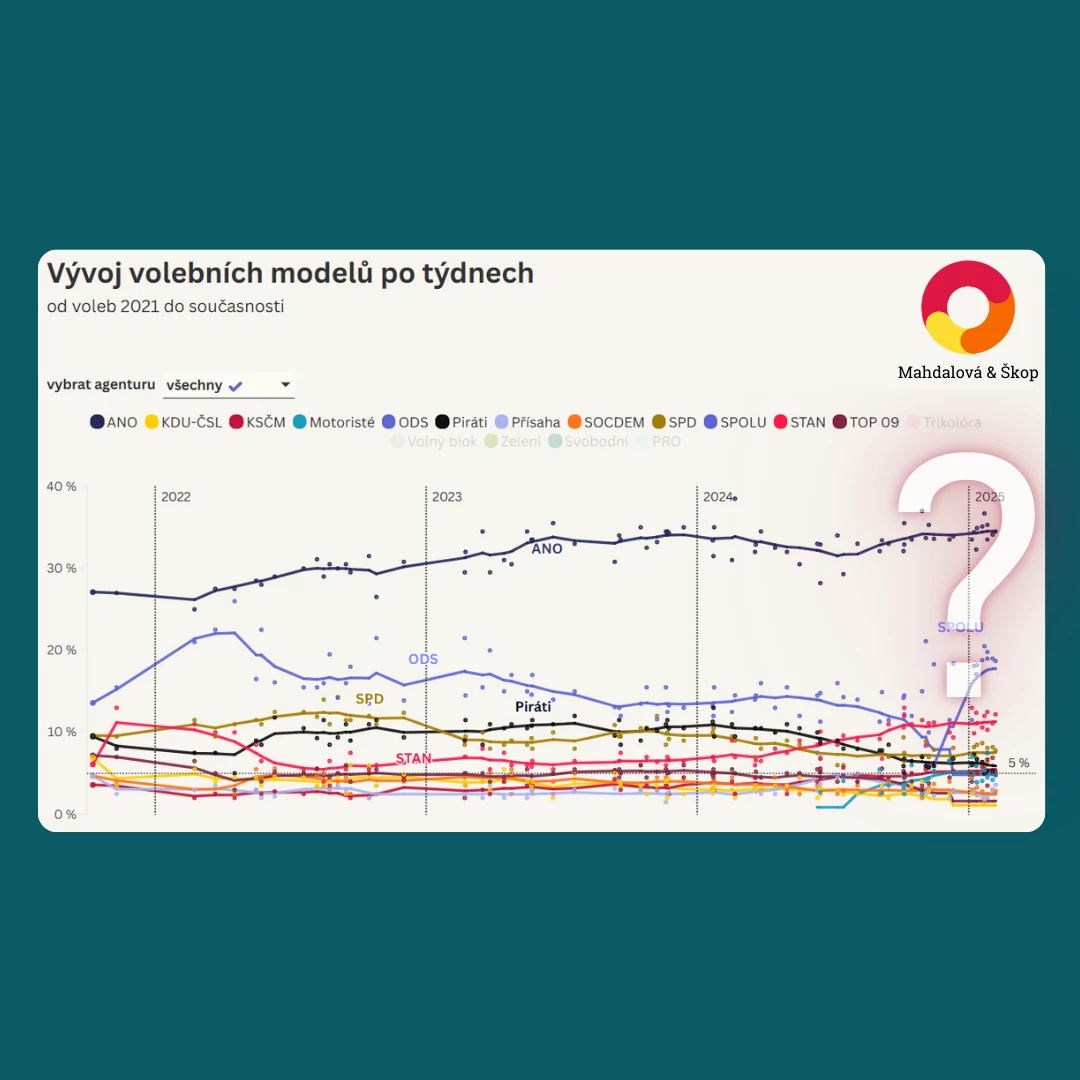 Vývoj volebních modelů po týdnech
od voleb 2021 do současnosti
Mahdalová & Škop
vybrat agenturu všechny
ANO KDU-ČSL KSČM Motoristé ODS Piráti Přísaha SOCDEM SPD SPOLU STAN TOP 09 Trikolóra
Volný blok Zelení Svobodní PRO
40 %
2022 2023 2024 2025
?
ANO
30 %
SPOLU
20 %
ODS
SPD
Piráti
10 %
STAN
5 %
0 %